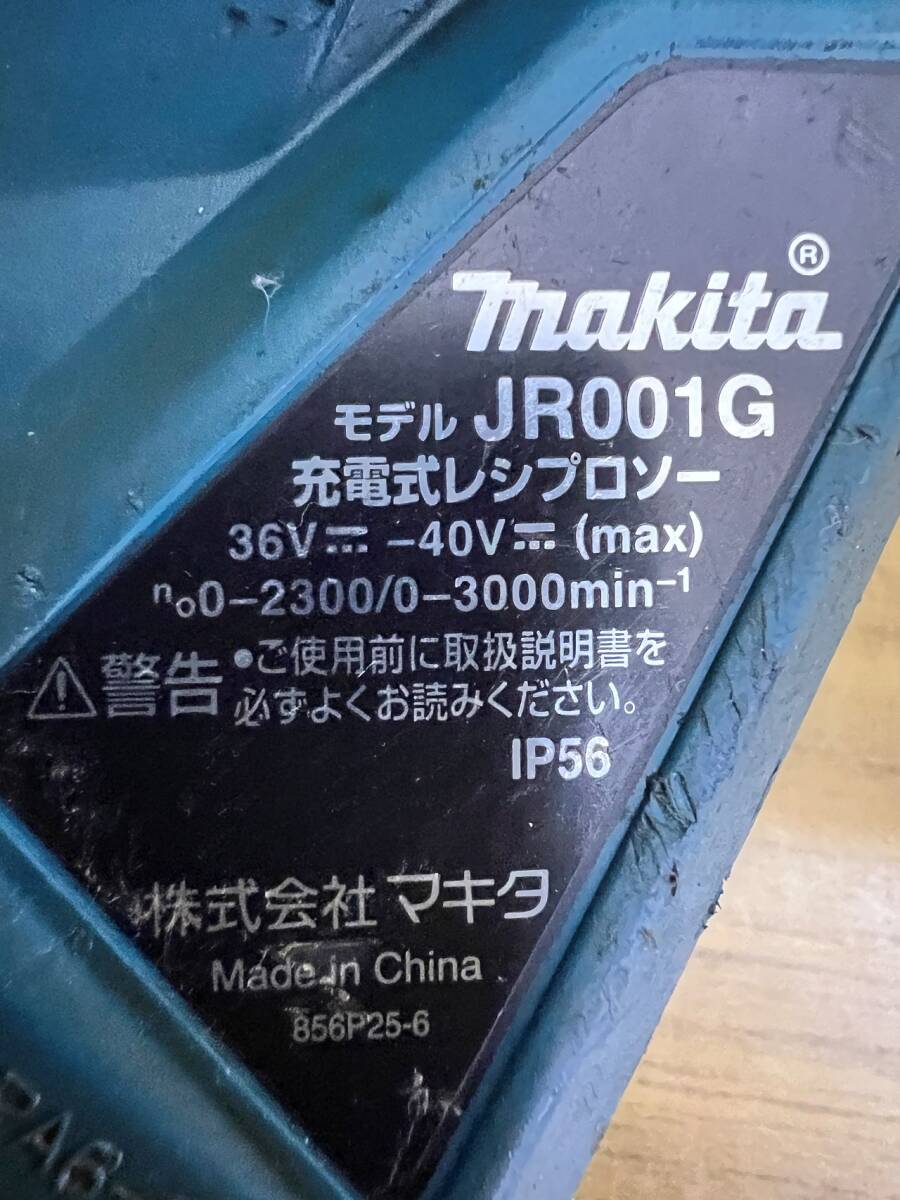 makita®
モデル JR001G
充電式レシプロソー
36V⎓ -40V⎓ (max)
n₀0-2300/0-3000min⁻¹
⚠警告 •ご使用前に取扱説明書を
必ずよくお読みください。
IP56
株式会社 マキタ
Made in China
856P25-6